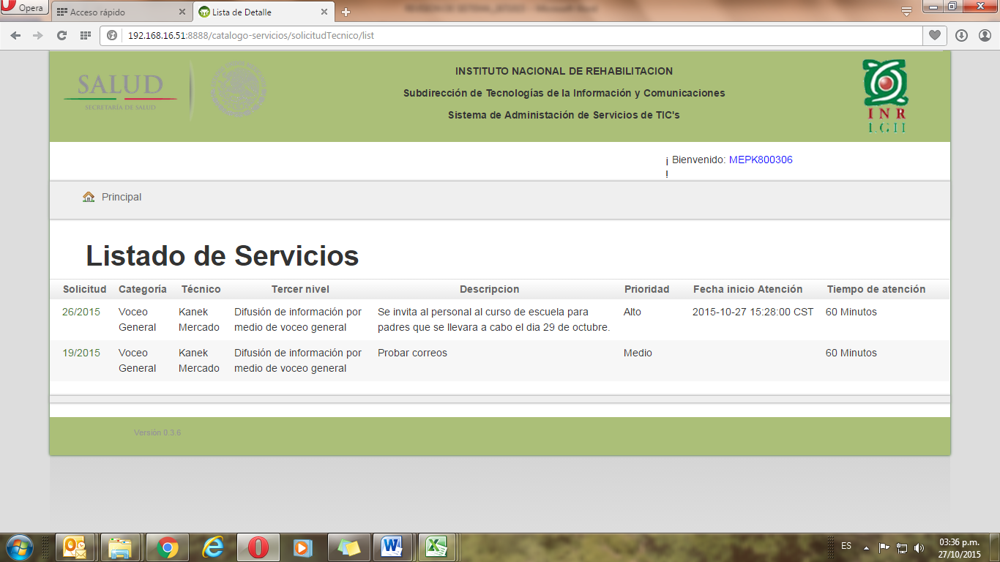 Opera
Acceso rápido
Lista de Detalle
192.168.16.51:8888/catalogo-servicios/solicitudTecnico/list
SALUD
SECRETARÍA DE SALUD
INSTITUTO NACIONAL DE REHABILITACION
Subdirección de Tecnologías de la Información y Comunicaciones
Sistema de Administación de Servicios de TIC's
INR
LGII
¡ Bienvenido: MEPK800306
!
Principal
Listado de Servicios
Solicitud Categoría Técnico Tercer nivel Descripcion Prioridad Fecha inicio Atención Tiempo de atención
26/2015 Voceo Kanek Difusión de información por Se invita al personal al curso de escuela para Alto 2015-10-27 15:28:00 CST 60 Minutos
General Mercado medio de voceo general padres que se llevara a cabo el dia 29 de octubre.
19/2015 Voceo Kanek Difusión de información por Probar correos Medio 60 Minutos
General Mercado medio de voceo general
Versión 0.3.6
ES
03:36 p.m.
27/10/2015